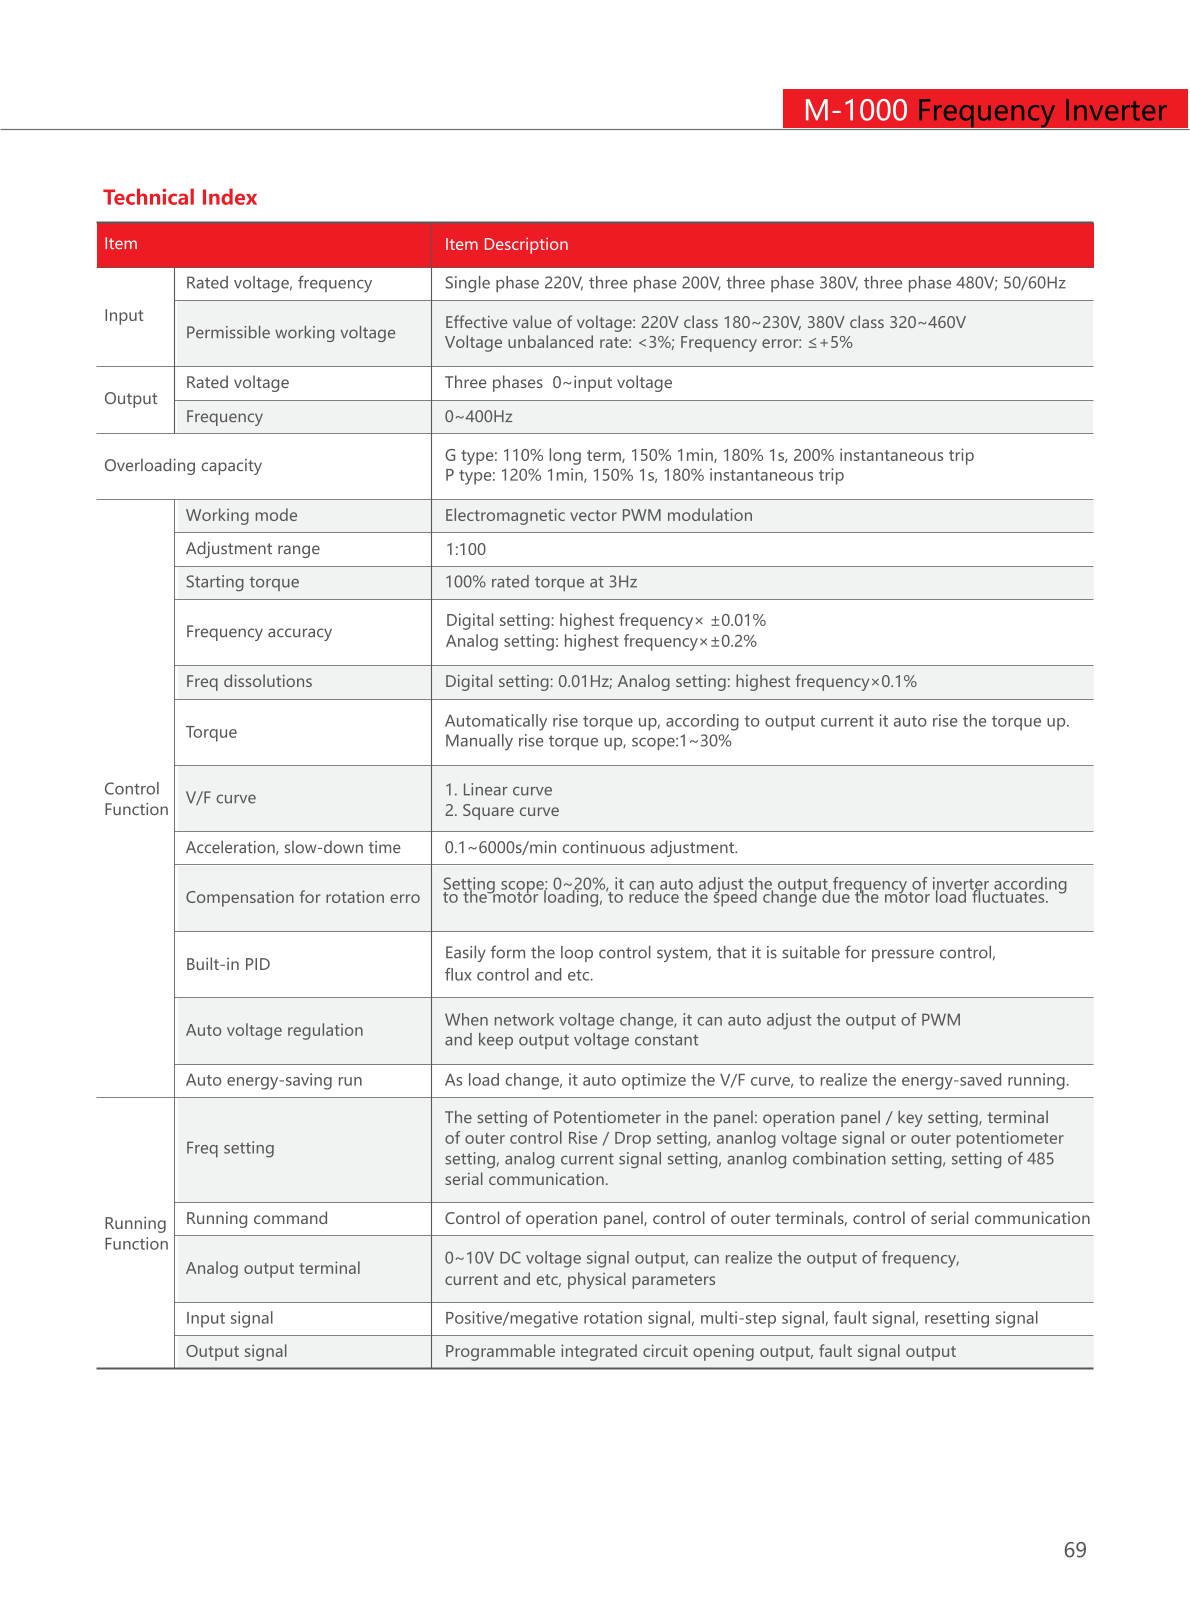 M-1000 Frequency Inverter
Technical Index
Item
Item Description
Input
Rated voltage, frequency
Single phase 220V, three phase 200V, three phase 380V, three phase 480V; 50/60Hz
Permissible working voltage
Effective value of voltage: 220V class 180~230V, 380V class 320~460V
Voltage unbalanced rate: <3%; Frequency error: ≤+5%
Output
Rated voltage
Three phases  0~input voltage
Frequency
0~400Hz
Overloading capacity
G type: 110% long term, 150% 1min, 180% 1s, 200% instantaneous trip
P type: 120% 1min, 150% 1s, 180% instantaneous trip
Control
Function
Working mode
Electromagnetic vector PWM modulation
Adjustment range
1:100
Starting torque
100% rated torque at 3Hz
Frequency accuracy
Digital setting: highest frequency× ±0.01%
Analog setting: highest frequency×±0.2%
Freq dissolutions
Digital setting: 0.01Hz; Analog setting: highest frequency×0.1%
Torque
Automatically rise torque up, according to output current it auto rise the torque up.
Manually rise torque up, scope:1~30%
V/F curve
1. Linear curve
2. Square curve
Acceleration, slow-down time
0.1~6000s/min continuous adjustment.
Compensation for rotation erro
Setting scope: 0~20%, it can auto adjust the output frequency of inverter according
to the motor loading, to reduce the speed change due the motor load fluctuates.
Built-in PID
Easily form the loop control system, that it is suitable for pressure control,
flux control and etc.
Auto voltage regulation
When network voltage change, it can auto adjust the output of PWM
and keep output voltage constant
Auto energy-saving run
As load change, it auto optimize the V/F curve, to realize the energy-saved running.
Running
Function
Freq setting
The setting of Potentiometer in the panel: operation panel / key setting, terminal
of outer control Rise / Drop setting, ananlog voltage signal or outer potentiometer
setting, analog current signal setting, ananlog combination setting, setting of 485
serial communication.
Running command
Control of operation panel, control of outer terminals, control of serial communication
Analog output terminal
0~10V DC voltage signal output, can realize the output of frequency,
current and etc, physical parameters
Input signal
Positive/megative rotation signal, multi-step signal, fault signal, resetting signal
Output signal
Programmable integrated circuit opening output, fault signal output
69